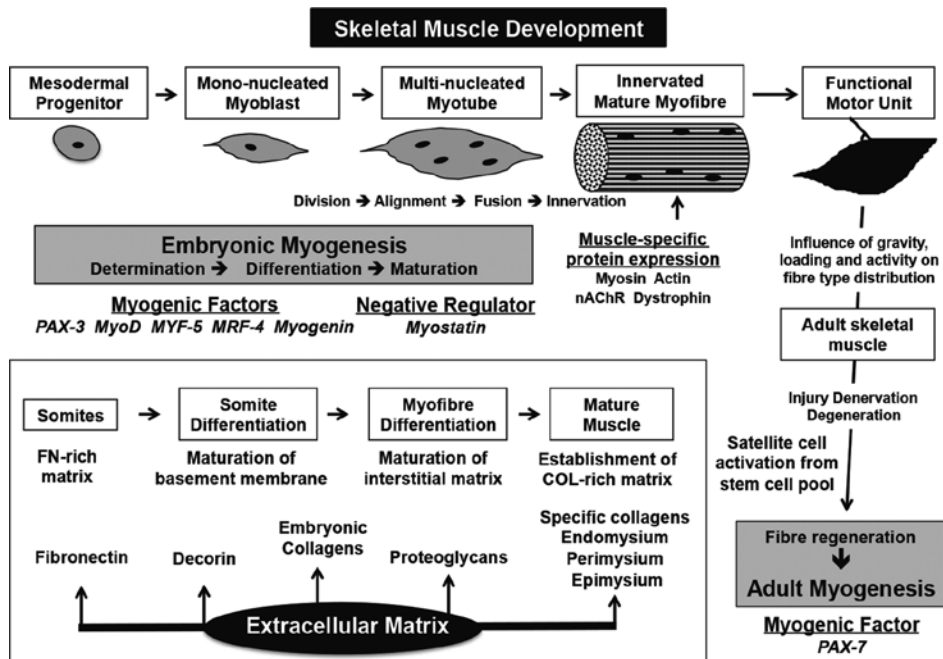 Skeletal Muscle Development
Mesodermal
Progenitor
Mono-nucleated
Myoblast
Multi-nucleated
Myotube
Innervated
Mature Myofibre
Functional
Motor Unit
Division → Alignment → Fusion → Innervation
Embryonic Myogenesis
Determination → Differentiation → Maturation
Myogenic Factors
PAX-3 MyoD MYF-5 MRF-4 Myogenin
Negative Regulator
Myostatin
Muscle-specific
protein expression
Myosin Actin
nAChR Dystrophin
Influence of gravity,
loading and activity on
fibre type distribution
Adult skeletal
muscle
Injury Denervation
Degeneration
Satellite cell
activation from
stem cell pool
Fibre regeneration
Adult Myogenesis
Myogenic Factor
PAX-7
Somites
Somite
Differentiation
Myofibre
Differentiation
Mature
Muscle
FN-rich
matrix
Maturation of
basement membrane
Maturation of
interstitial matrix
Establishment of
COL-rich matrix
Fibronectin
Decorin
Embryonic
Collagens
Proteoglycans
Specific collagens
Endomysium
Perimysium
Epimysium
Extracellular Matrix